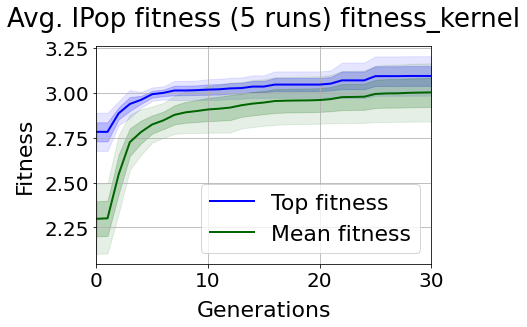 Avg. IPop fitness (5 runs) fitness_kernel
3.25
3.00
2.75
2.50
2.25
Fitness
Top fitness
Mean fitness
0 10 20 30
Generations